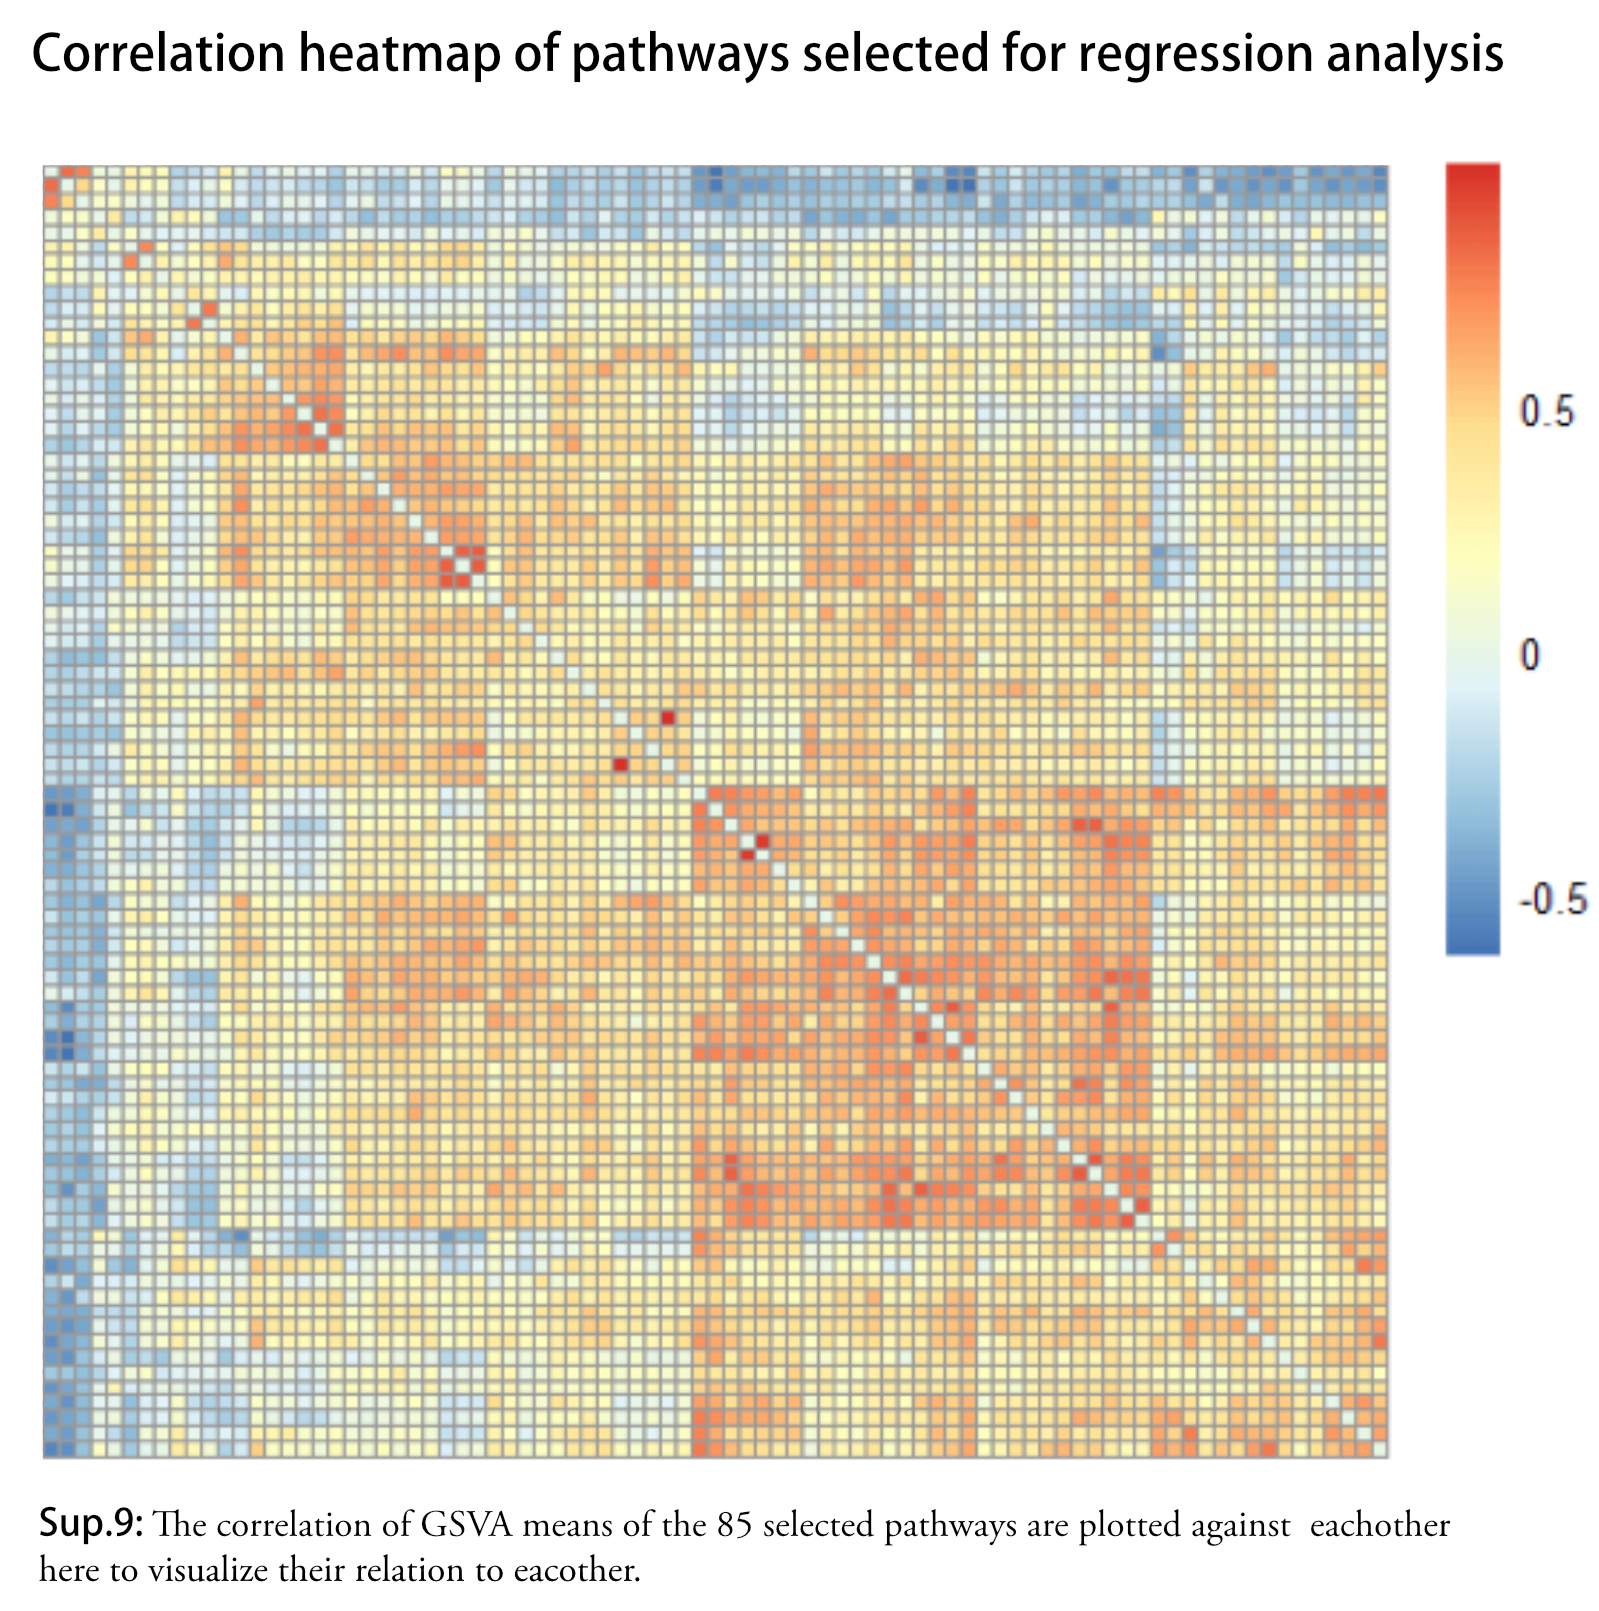 Correlation heatmap of pathways selected for regression analysis
0.5
0
-0.5
Sup.9: The correlation of GSVA means of the 85 selected pathways are plotted against eachother
here to visualize their relation to eacother.